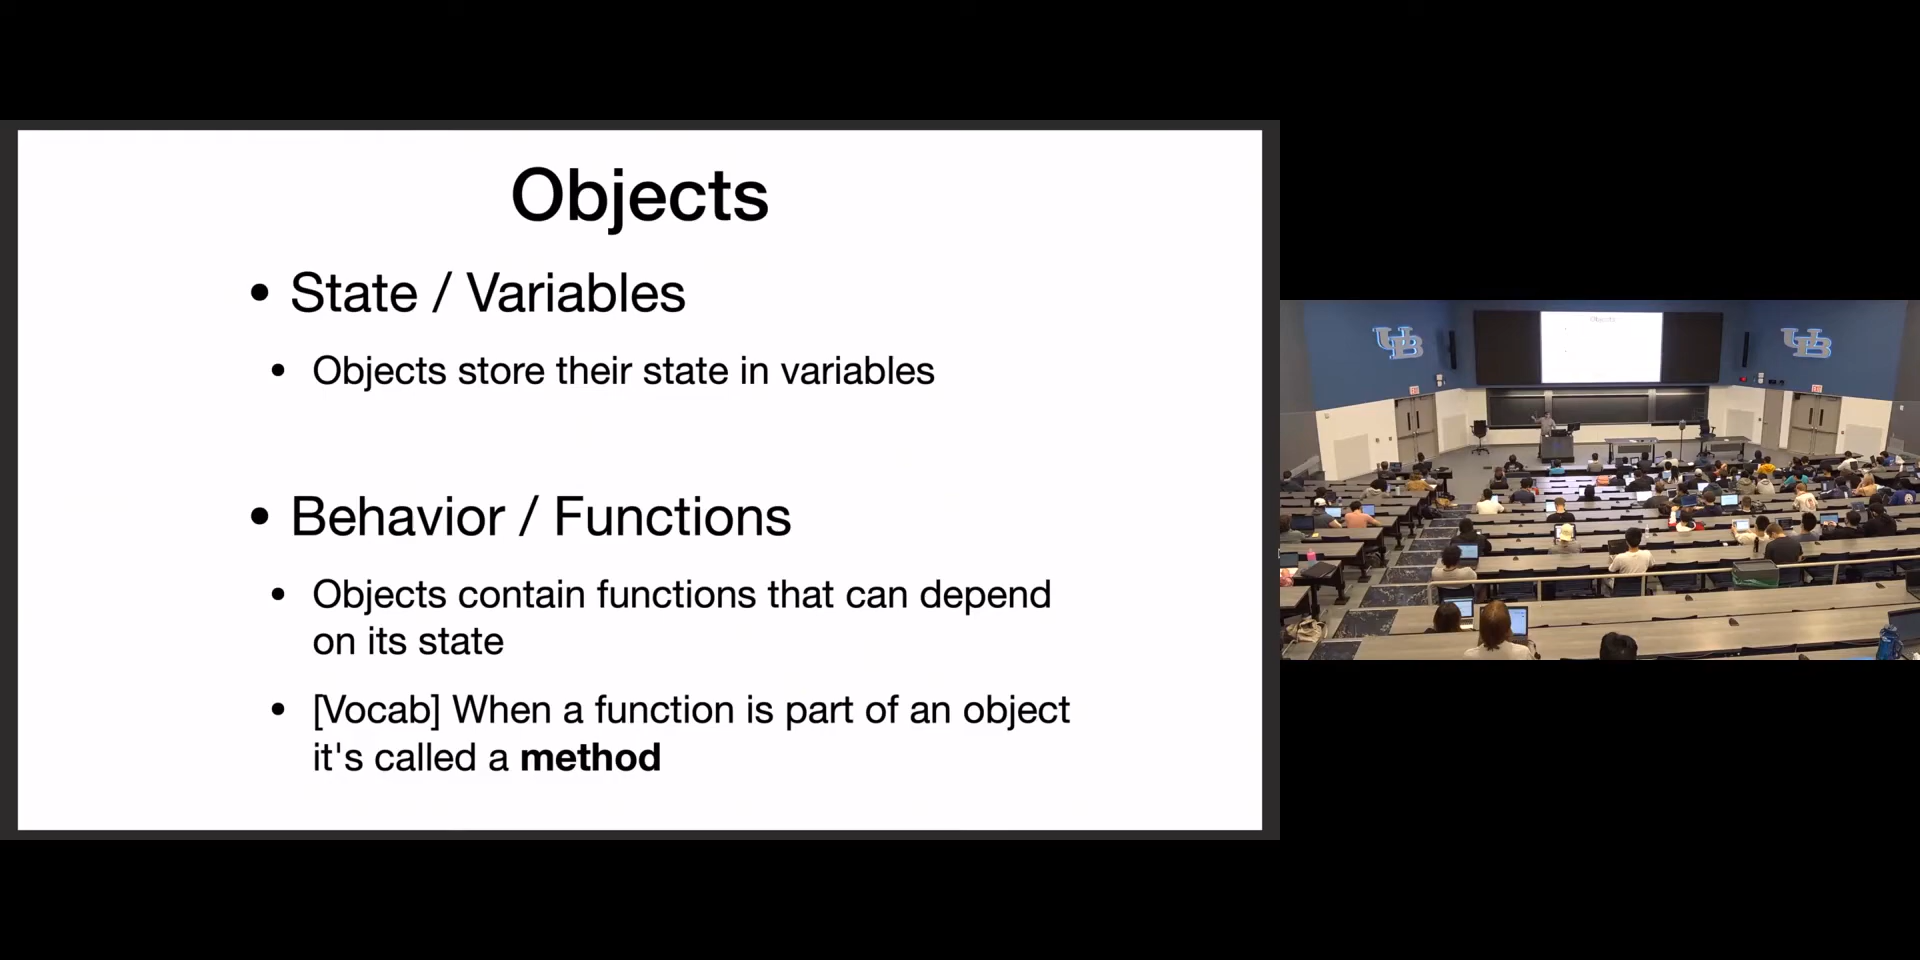 Objects
• State / Variables
• Objects store their state in variables
• Behavior / Functions
• Objects contain functions that can depend
on its state
• [Vocab] When a function is part of an object
it's called a method
Objects
UB
UB